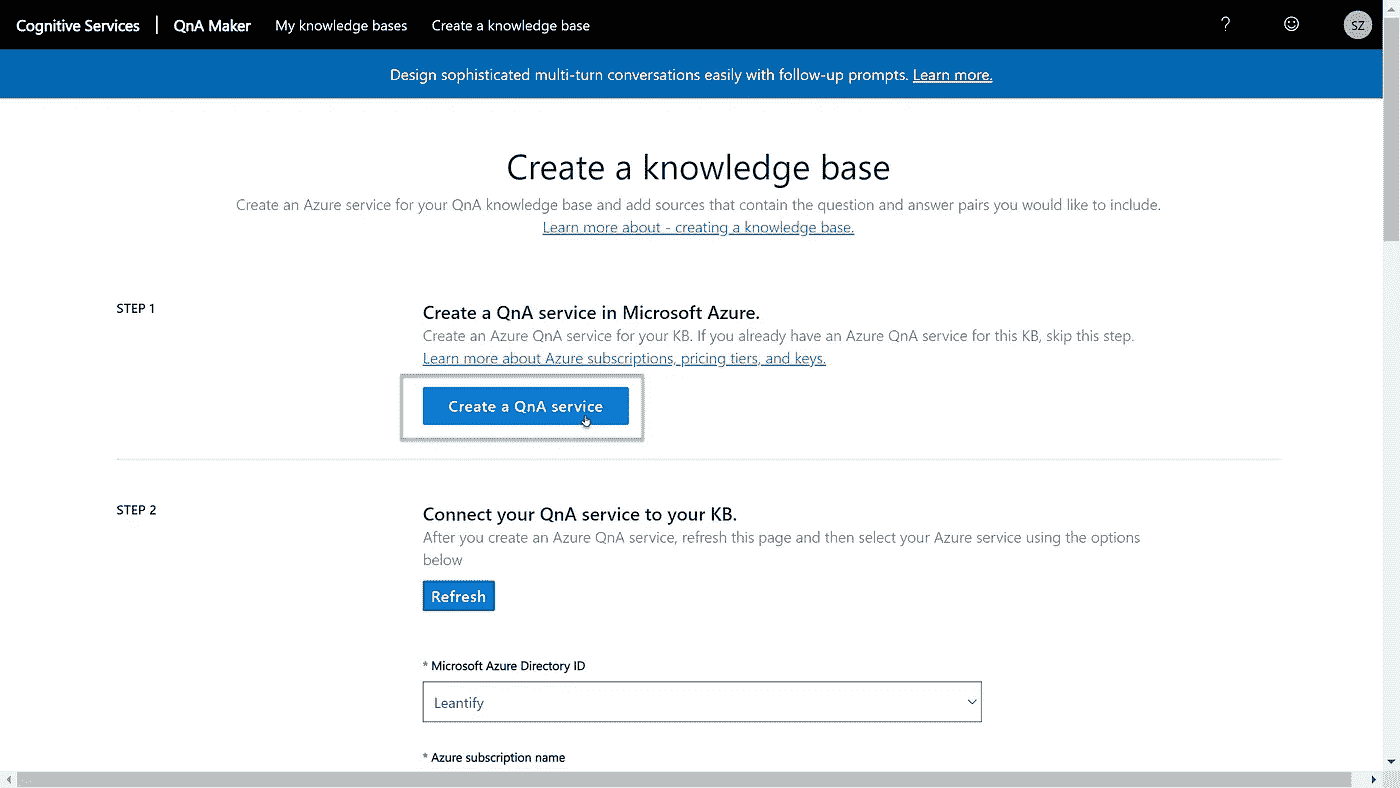 Cognitive Services | QnA Maker My knowledge bases Create a knowledge base ? SZ
Design sophisticated multi-turn conversations easily with follow-up prompts. Learn more.
Create a knowledge base
Create an Azure service for your QnA knowledge base and add sources that contain the question and answer pairs you would like to include.
Learn more about - creating a knowledge base.
STEP 1
Create a QnA service in Microsoft Azure.
Create an Azure QnA service for your KB. If you already have an Azure QnA service for this KB, skip this step.
Learn more about Azure subscriptions, pricing tiers, and keys.
Create a QnA service
STEP 2
Connect your QnA service to your KB.
After you create an Azure QnA service, refresh this page and then select your Azure service using the options
below
Refresh
* Microsoft Azure Directory ID
Leantify
* Azure subscription name